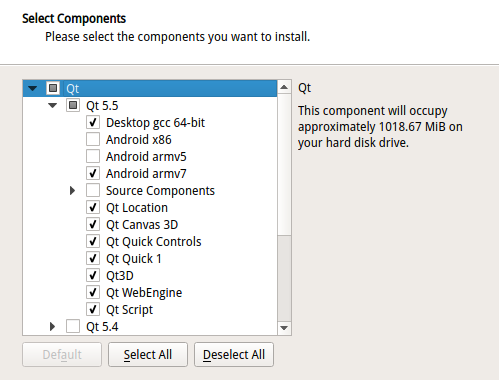 Select Components
Please select the components you want to install.
Qt
Qt 5.5
Desktop gcc 64-bit
Android x86
Android armv5
Android armv7
Source Components
Qt Location
Qt Canvas 3D
Qt Quick Controls
Qt Quick 1
Qt3D
Qt WebEngine
Qt Script
Qt 5.4
Qt
This component will occupy
approximately 1018.67 MiB on
your hard disk drive.
Default
Select All
Deselect All